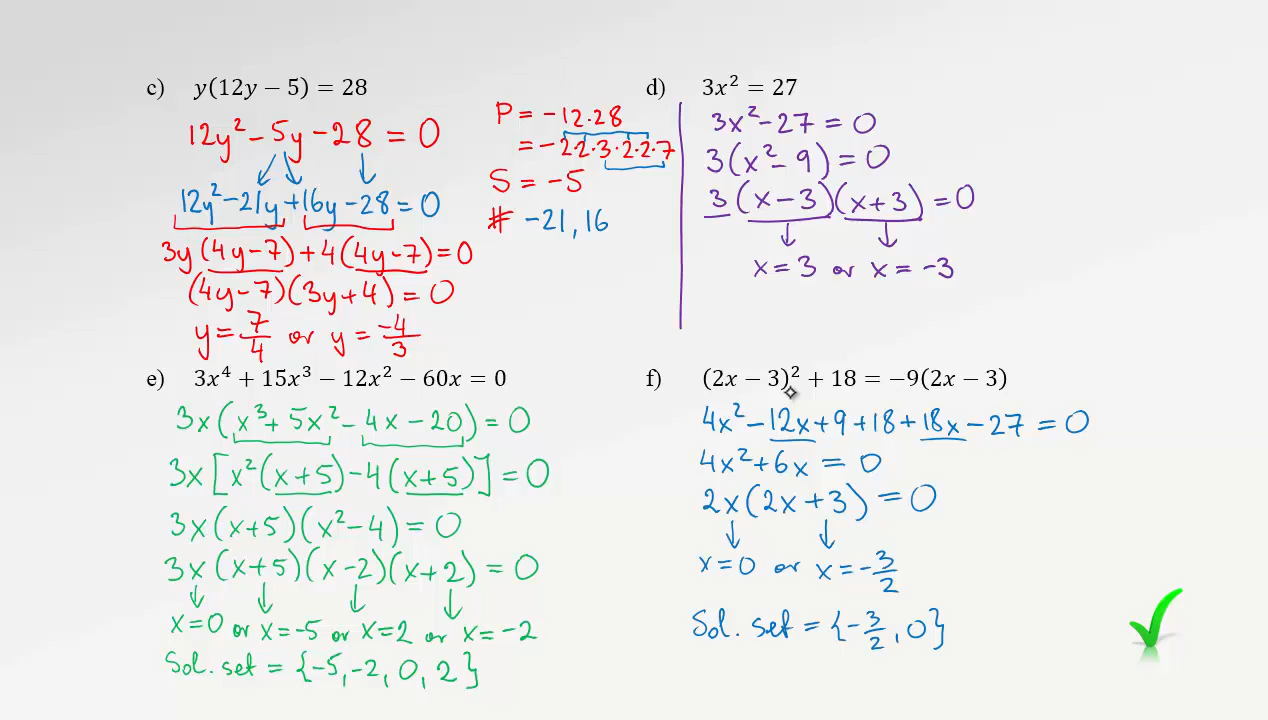 c) y(12y − 5) = 28
12y² − 5y − 28 = 0
12y² − 21y + 16y − 28 = 0
3y(4y − 7) + 4(4y − 7) = 0
(4y − 7)(3y + 4) = 0
y = 7/4 or y = −4/3
P = −12·28
= −2·2·3·2·2·7
S = −5
# −21, 16
d) 3x² = 27
3x² − 27 = 0
3(x² − 9) = 0
3(x − 3)(x + 3) = 0
x = 3 or x = −3
e) 3x⁴ + 15x³ − 12x² − 60x = 0
3x(x³ + 5x² − 4x − 20) = 0
3x[x²(x + 5) − 4(x + 5)] = 0
3x(x + 5)(x² − 4) = 0
3x(x + 5)(x − 2)(x + 2) = 0
x = 0 or x = −5 or x = 2 or x = −2
Sol. set = {−5, −2, 0, 2}
f) (2x − 3)² + 18 = −9(2x − 3)
4x² − 12x + 9 + 18 + 18x − 27 = 0
4x² + 6x = 0
2x(2x + 3) = 0
x = 0 or x = −3/2
Sol. set = {−3/2, 0}